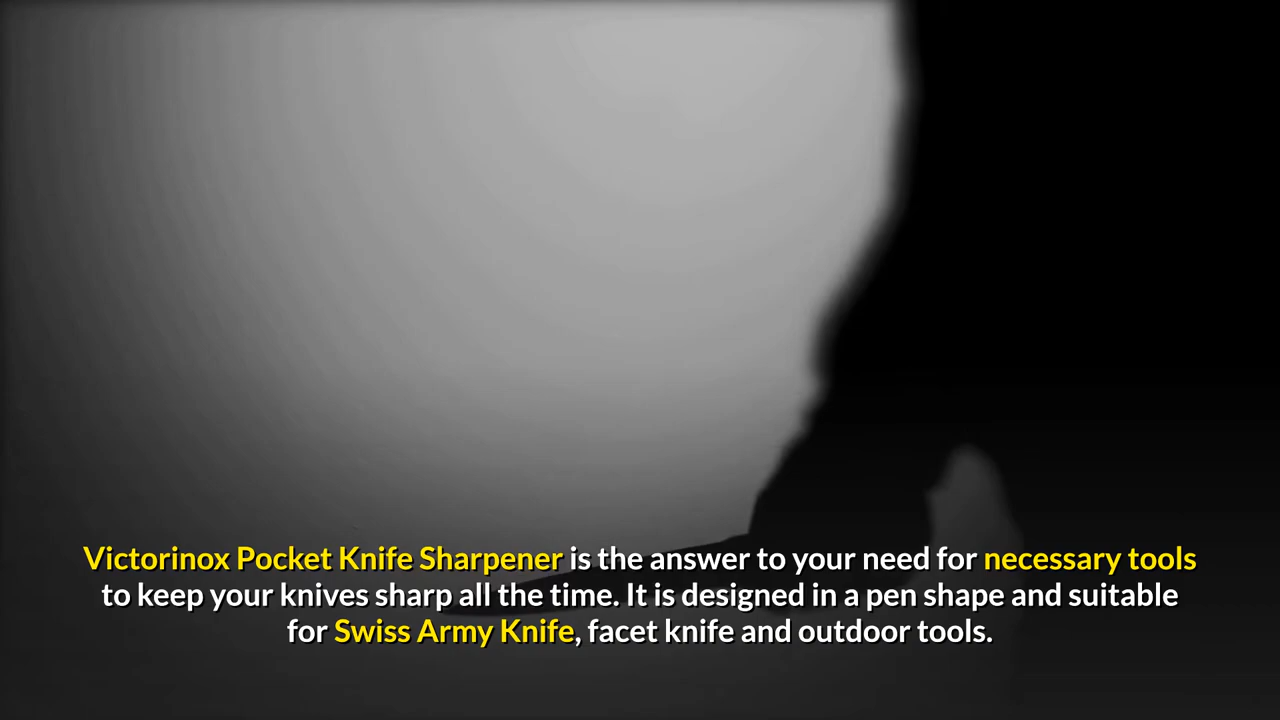 Victorinox Pocket Knife Sharpener is the answer to your need for necessary tools
to keep your knives sharp all the time. It is designed in a pen shape and suitable
for Swiss Army Knife, facet knife and outdoor tools.